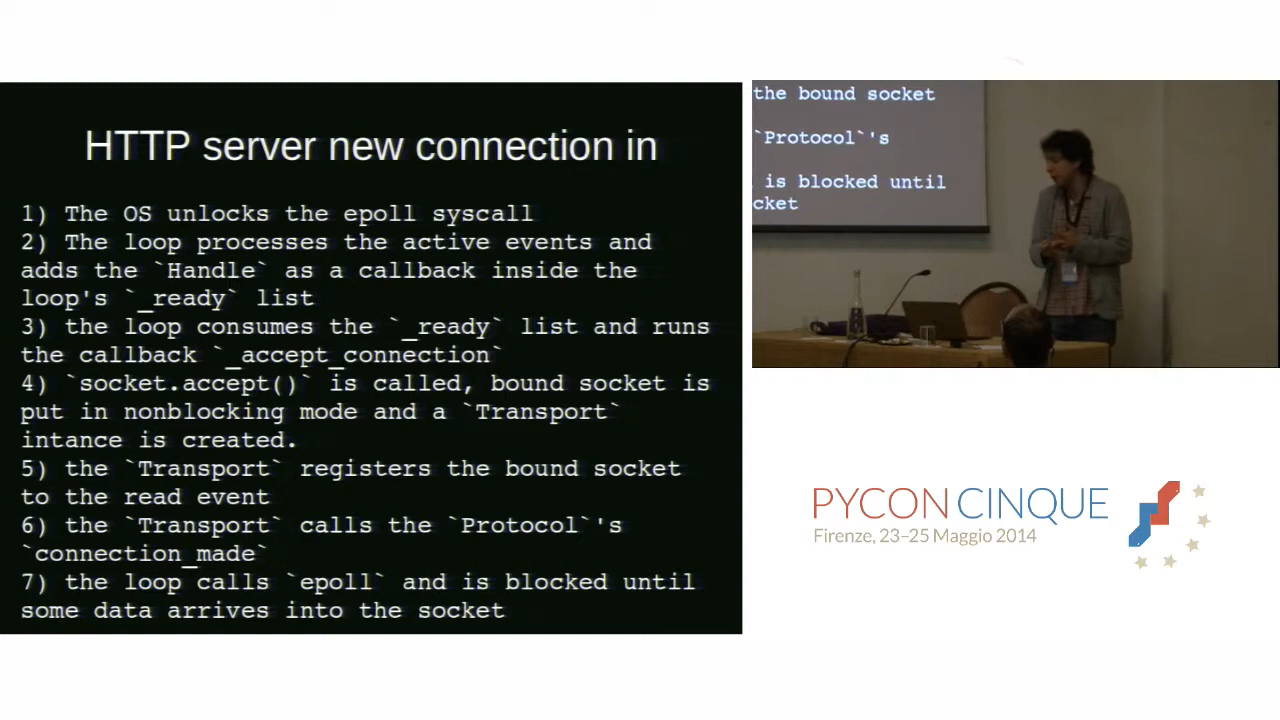 HTTP server new connection in
1) The OS unlocks the epoll syscall
2) The loop processes the active events and
adds the `Handle` as a callback inside the
loop's `_ready` list
3) the loop consumes the `_ready` list and runs
the callback `_accept_connection`
4) `socket.accept()` is called, bound socket is
put in nonblocking mode and a `Transport`
intance is created.
5) the `Transport` registers the bound socket
to the read event
6) the `Transport` calls the `Protocol`'s
`connection_made`
7) the loop calls `epoll` and is blocked until
some data arrives into the socket
the bound socket
`Protocol`'s
is blocked until
cket
PYCON CINQUE
Firenze, 23–25 Maggio 2014